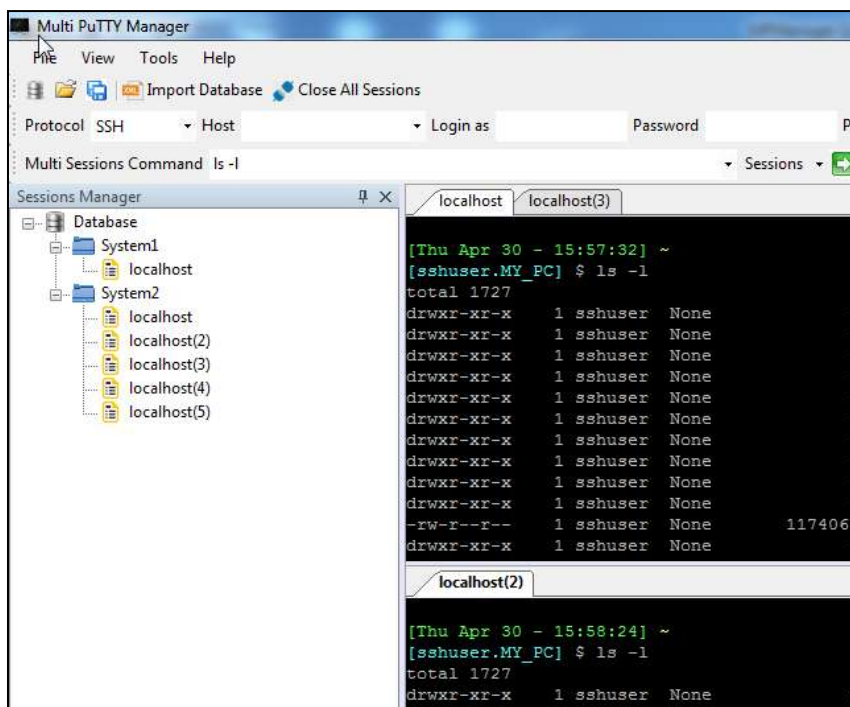 Multi PuTTY Manager
File View Tools Help
Import Database Close All Sessions
Protocol SSH Host Login as Password P
Multi Sessions Command ls -l Sessions
Sessions Manager
Database
System1
localhost
System2
localhost
localhost(2)
localhost(3)
localhost(4)
localhost(5)
localhost localhost(3)
[Thu Apr 30 - 15:57:32] ~
[sshuser.MY_PC] $ ls -l
total 1727
drwxr-xr-x 1 sshuser None
drwxr-xr-x 1 sshuser None
drwxr-xr-x 1 sshuser None
drwxr-xr-x 1 sshuser None
drwxr-xr-x 1 sshuser None
drwxr-xr-x 1 sshuser None
drwxr-xr-x 1 sshuser None
drwxr-xr-x 1 sshuser None
drwxr-xr-x 1 sshuser None
drwxr-xr-x 1 sshuser None
-rw-r--r-- 1 sshuser None 117406
drwxr-xr-x 1 sshuser None
localhost(2)
[Thu Apr 30 - 15:58:24] ~
[sshuser.MY_PC] $ ls -l
total 1727
drwxr-xr-x 1 sshuser None